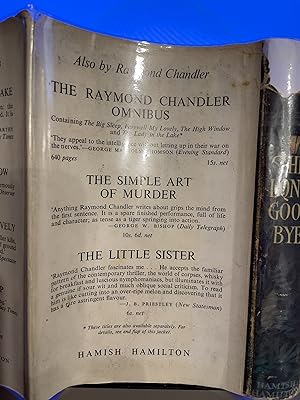 Also by Raymond Chandler
THE RAYMOND CHANDLER
OMNIBUS
Containing The Big Sleep, Farewell My Lovely, The High Window
and The Lady in the Lake*
"They appeal to the intellect without letting up in their war on
the nerves."—GEORGE MALCOLM THOMSON (Evening Standard)
640 pages 15s. net
THE SIMPLE ART
OF MURDER
"Anything Raymond Chandler writes about grips the mind from
the first sentence. It is a spare finished performance, full of life
and character, as tense as a tiger springing into action.
—GEORGE W. BISHOP (Daily Telegraph)
10s. 6d. net
THE LITTLE SISTER
"Raymond Chandler fascinates me . . . He accepts the familiar
pattern of the contemporary thriller, the world of corpses, whisky
for breakfast and luscious nymphomaniacs, but illuminates it with
a genuine if sour wit and much oblique social criticism. To read
him is like cutting into an over-ripe melon and discovering that it
has a rare astringent flavour.
—J. B. PRIESTLEY (New Statesman)
6s. net
* These titles are also available separately. For
details, see end flap of this jacket.
HAMISH HAMILTON
LAKE
OW
VELY
Spectator
LTON
GOO
BYE
HAMISH
HAMILTON